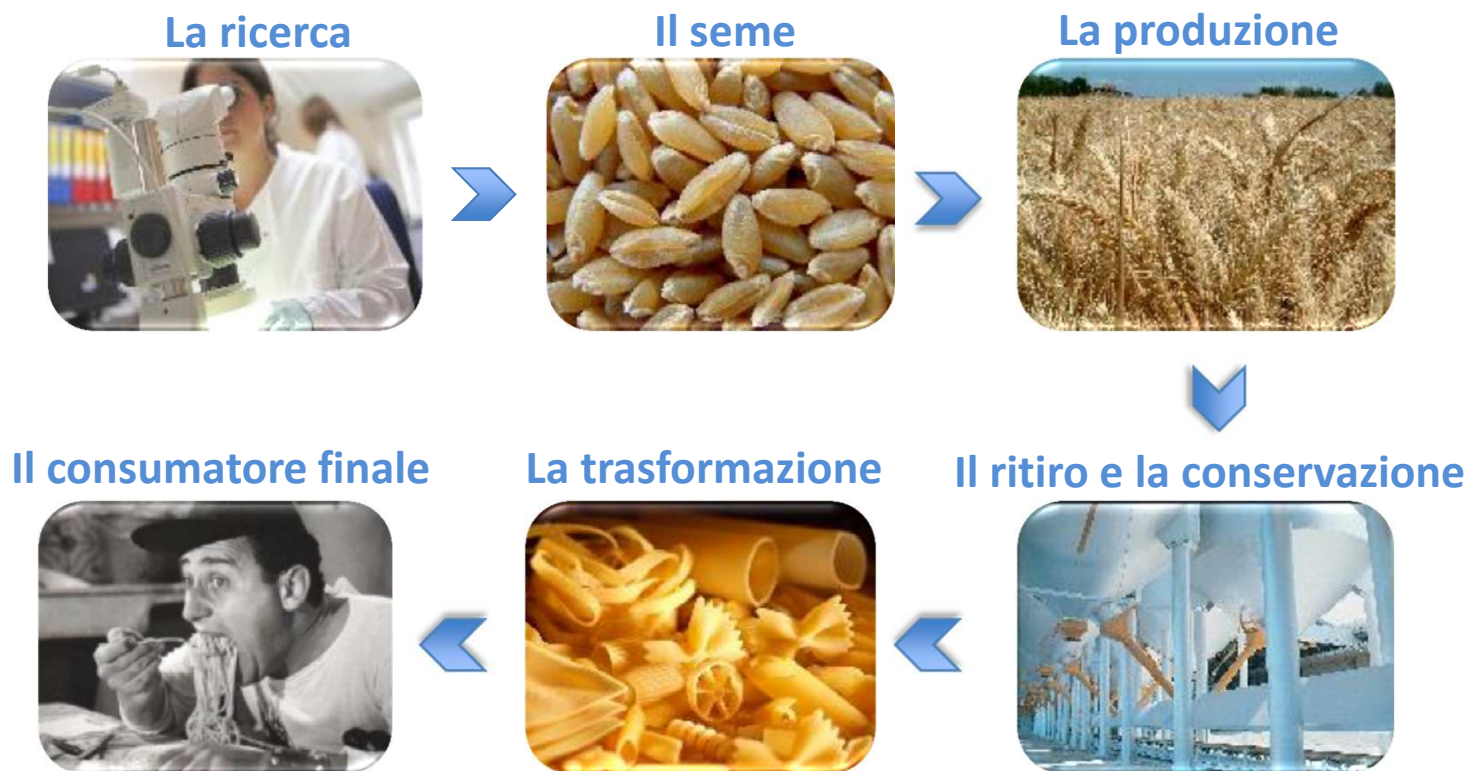 La ricerca
Il seme
La produzione
Il consumatore finale
La trasformazione
Il ritiro e la conservazione